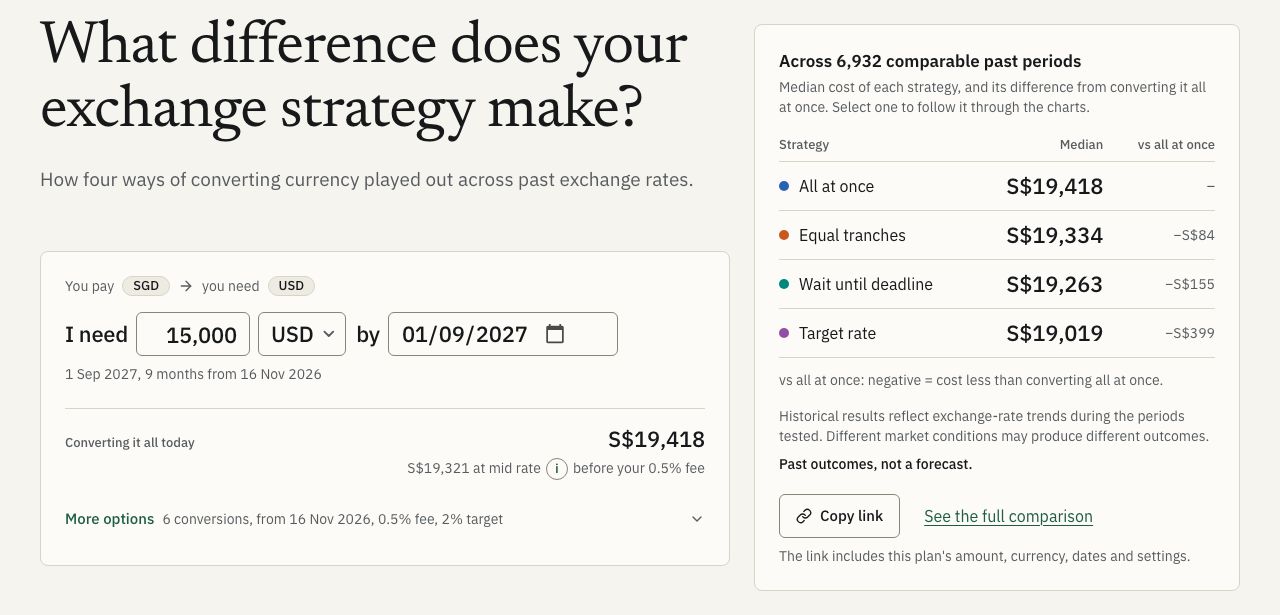 What difference does your
exchange strategy make?
How four ways of converting currency played out across past exchange rates.
You pay SGD → you need USD
I need 15,000 USD by 01/09/2027
1 Sep 2027, 9 months from 16 Nov 2026
Converting it all today S$19,418
S$19,321 at mid rate i before your 0.5% fee
More options 6 conversions, from 16 Nov 2026, 0.5% fee, 2% target
Across 6,932 comparable past periods
Median cost of each strategy, and its difference from converting it all
at once. Select one to follow it through the charts.
Strategy Median vs all at once
All at once S$19,418 –
Equal tranches S$19,334 −S$84
Wait until deadline S$19,263 −S$155
Target rate S$19,019 −S$399
vs all at once: negative = cost less than converting all at once.
Historical results reflect exchange-rate trends during the periods
tested. Different market conditions may produce different outcomes.
Past outcomes, not a forecast.
Copy link See the full comparison
The link includes this plan's amount, currency, dates and settings.